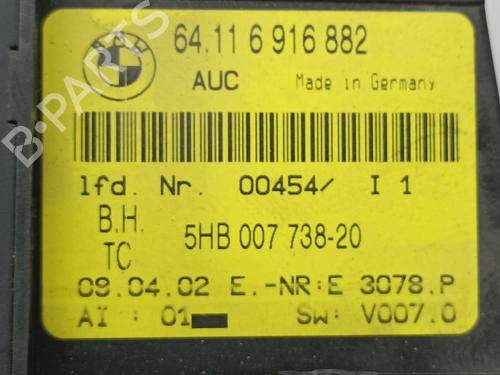 BMW
64.11 6 916 882
AUC Made in Germany
lfd. Nr. 00454/ I 1
B.H.
TC
5HB 007 738-20
09.04.02 E.-NR:E 3078.P
AI : 01 SW: V007.0
B-PARTS